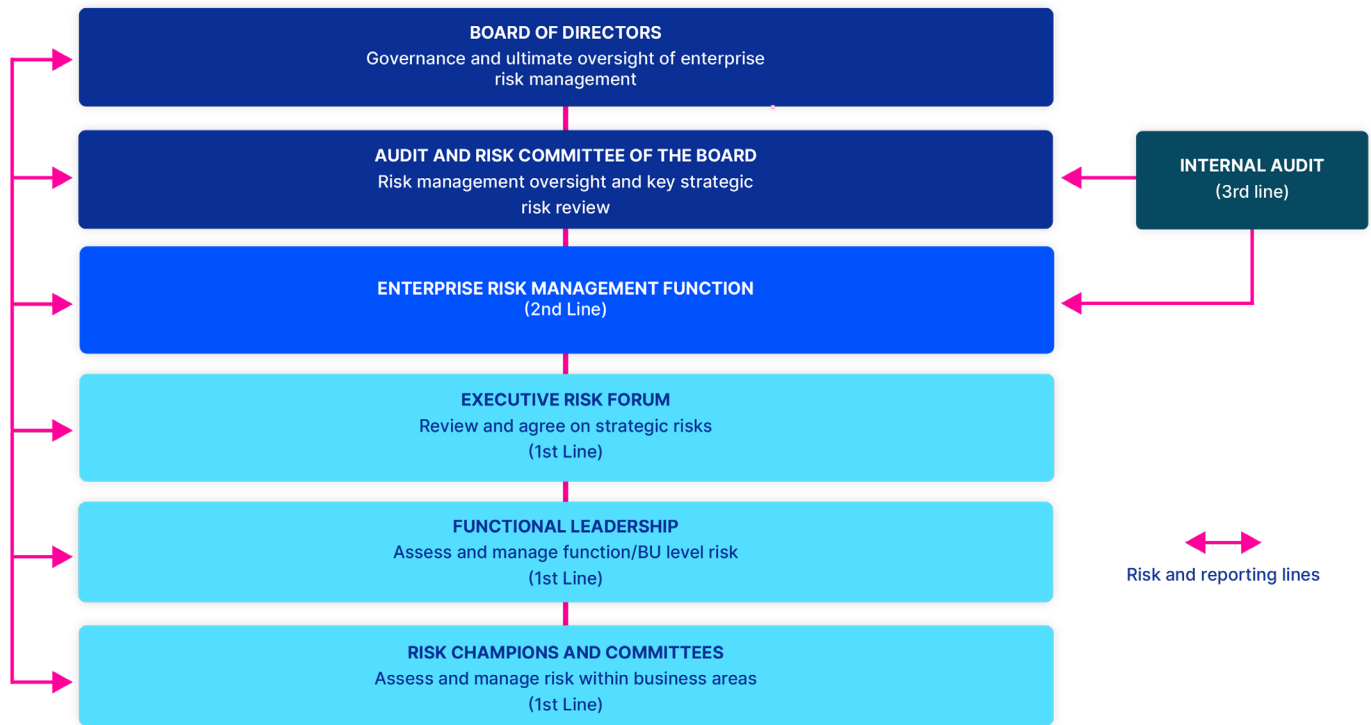 BOARD OF DIRECTORS
Governance and ultimate oversight of enterprise
risk management
AUDIT AND RISK COMMITTEE OF THE BOARD
Risk management oversight and key strategic
risk review
INTERNAL AUDIT
(3rd line)
ENTERPRISE RISK MANAGEMENT FUNCTION
(2nd Line)
EXECUTIVE RISK FORUM
Review and agree on strategic risks
(1st Line)
FUNCTIONAL LEADERSHIP
Assess and manage function/BU level risk
(1st Line)
Risk and reporting lines
RISK CHAMPIONS AND COMMITTEES
Assess and manage risk within business areas
(1st Line)